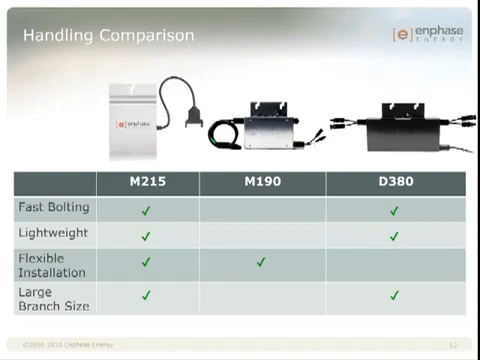 Handling Comparison
[e] enphase
ENERGY
[e] enphase
M215 M190 D380
Fast Bolting ✓ ✓
Lightweight ✓ ✓
Flexible
Installation ✓ ✓
Large
Branch Size ✓ ✓
©2008-2010 Enphase Energy
12